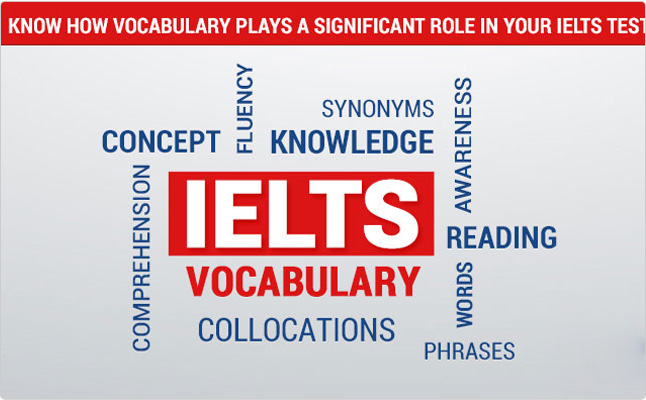 KNOW HOW VOCABULARY PLAYS A SIGNIFICANT ROLE IN YOUR IELTS TEST
FLUENCY
SYNONYMS
AWARENESS
CONCEPT
KNOWLEDGE
COMPREHENSION
IELTS
READING
VOCABULARY
WORDS
COLLOCATIONS
PHRASES